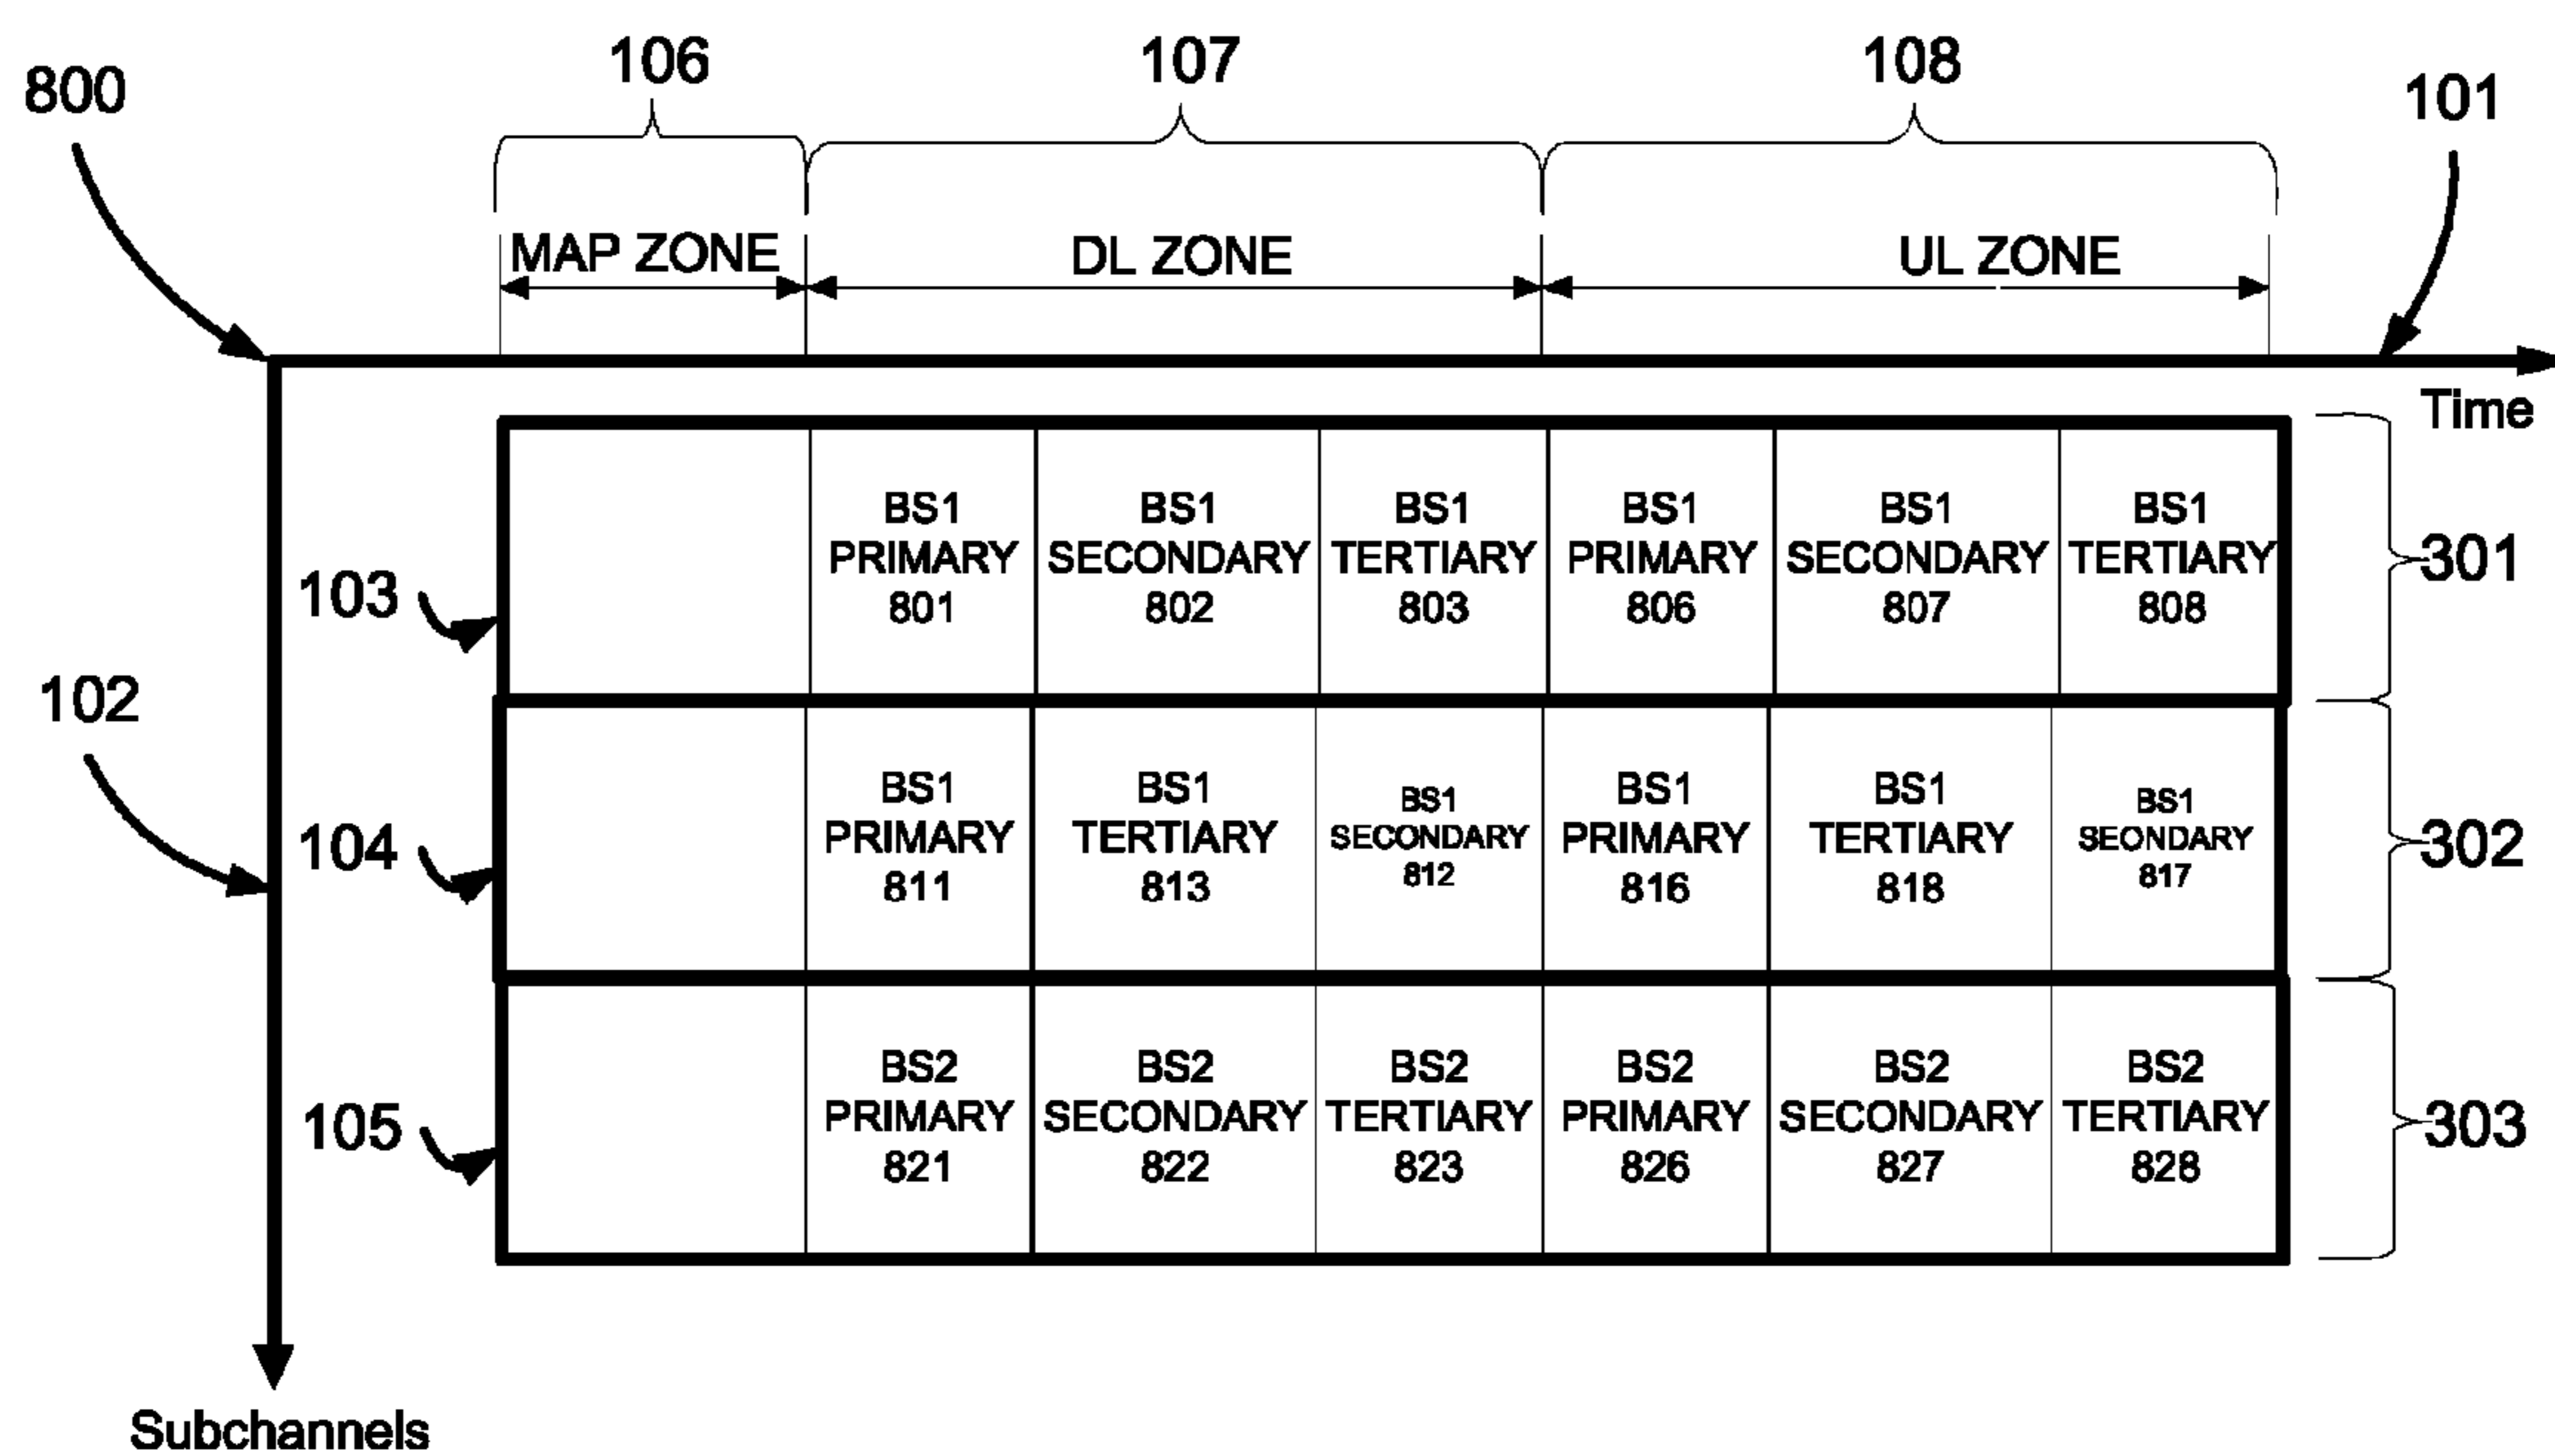 800
106
107
108
101
MAP ZONE
DL ZONE
UL ZONE
Time
BS1
PRIMARY
801
BS1
SECONDARY
802
BS1
TERTIARY
803
BS1
PRIMARY
806
BS1
SECONDARY
807
BS1
TERTIARY
808
103
301
102
104
BS1
PRIMARY
811
BS1
TERTIARY
813
BS1
SECONDARY
812
BS1
PRIMARY
816
BS1
TERTIARY
818
BS1
SEONDARY
817
302
105
BS2
PRIMARY
821
BS2
SECONDARY
822
BS2
TERTIARY
823
BS2
PRIMARY
826
BS2
SECONDARY
827
BS2
TERTIARY
828
303
Subchannels